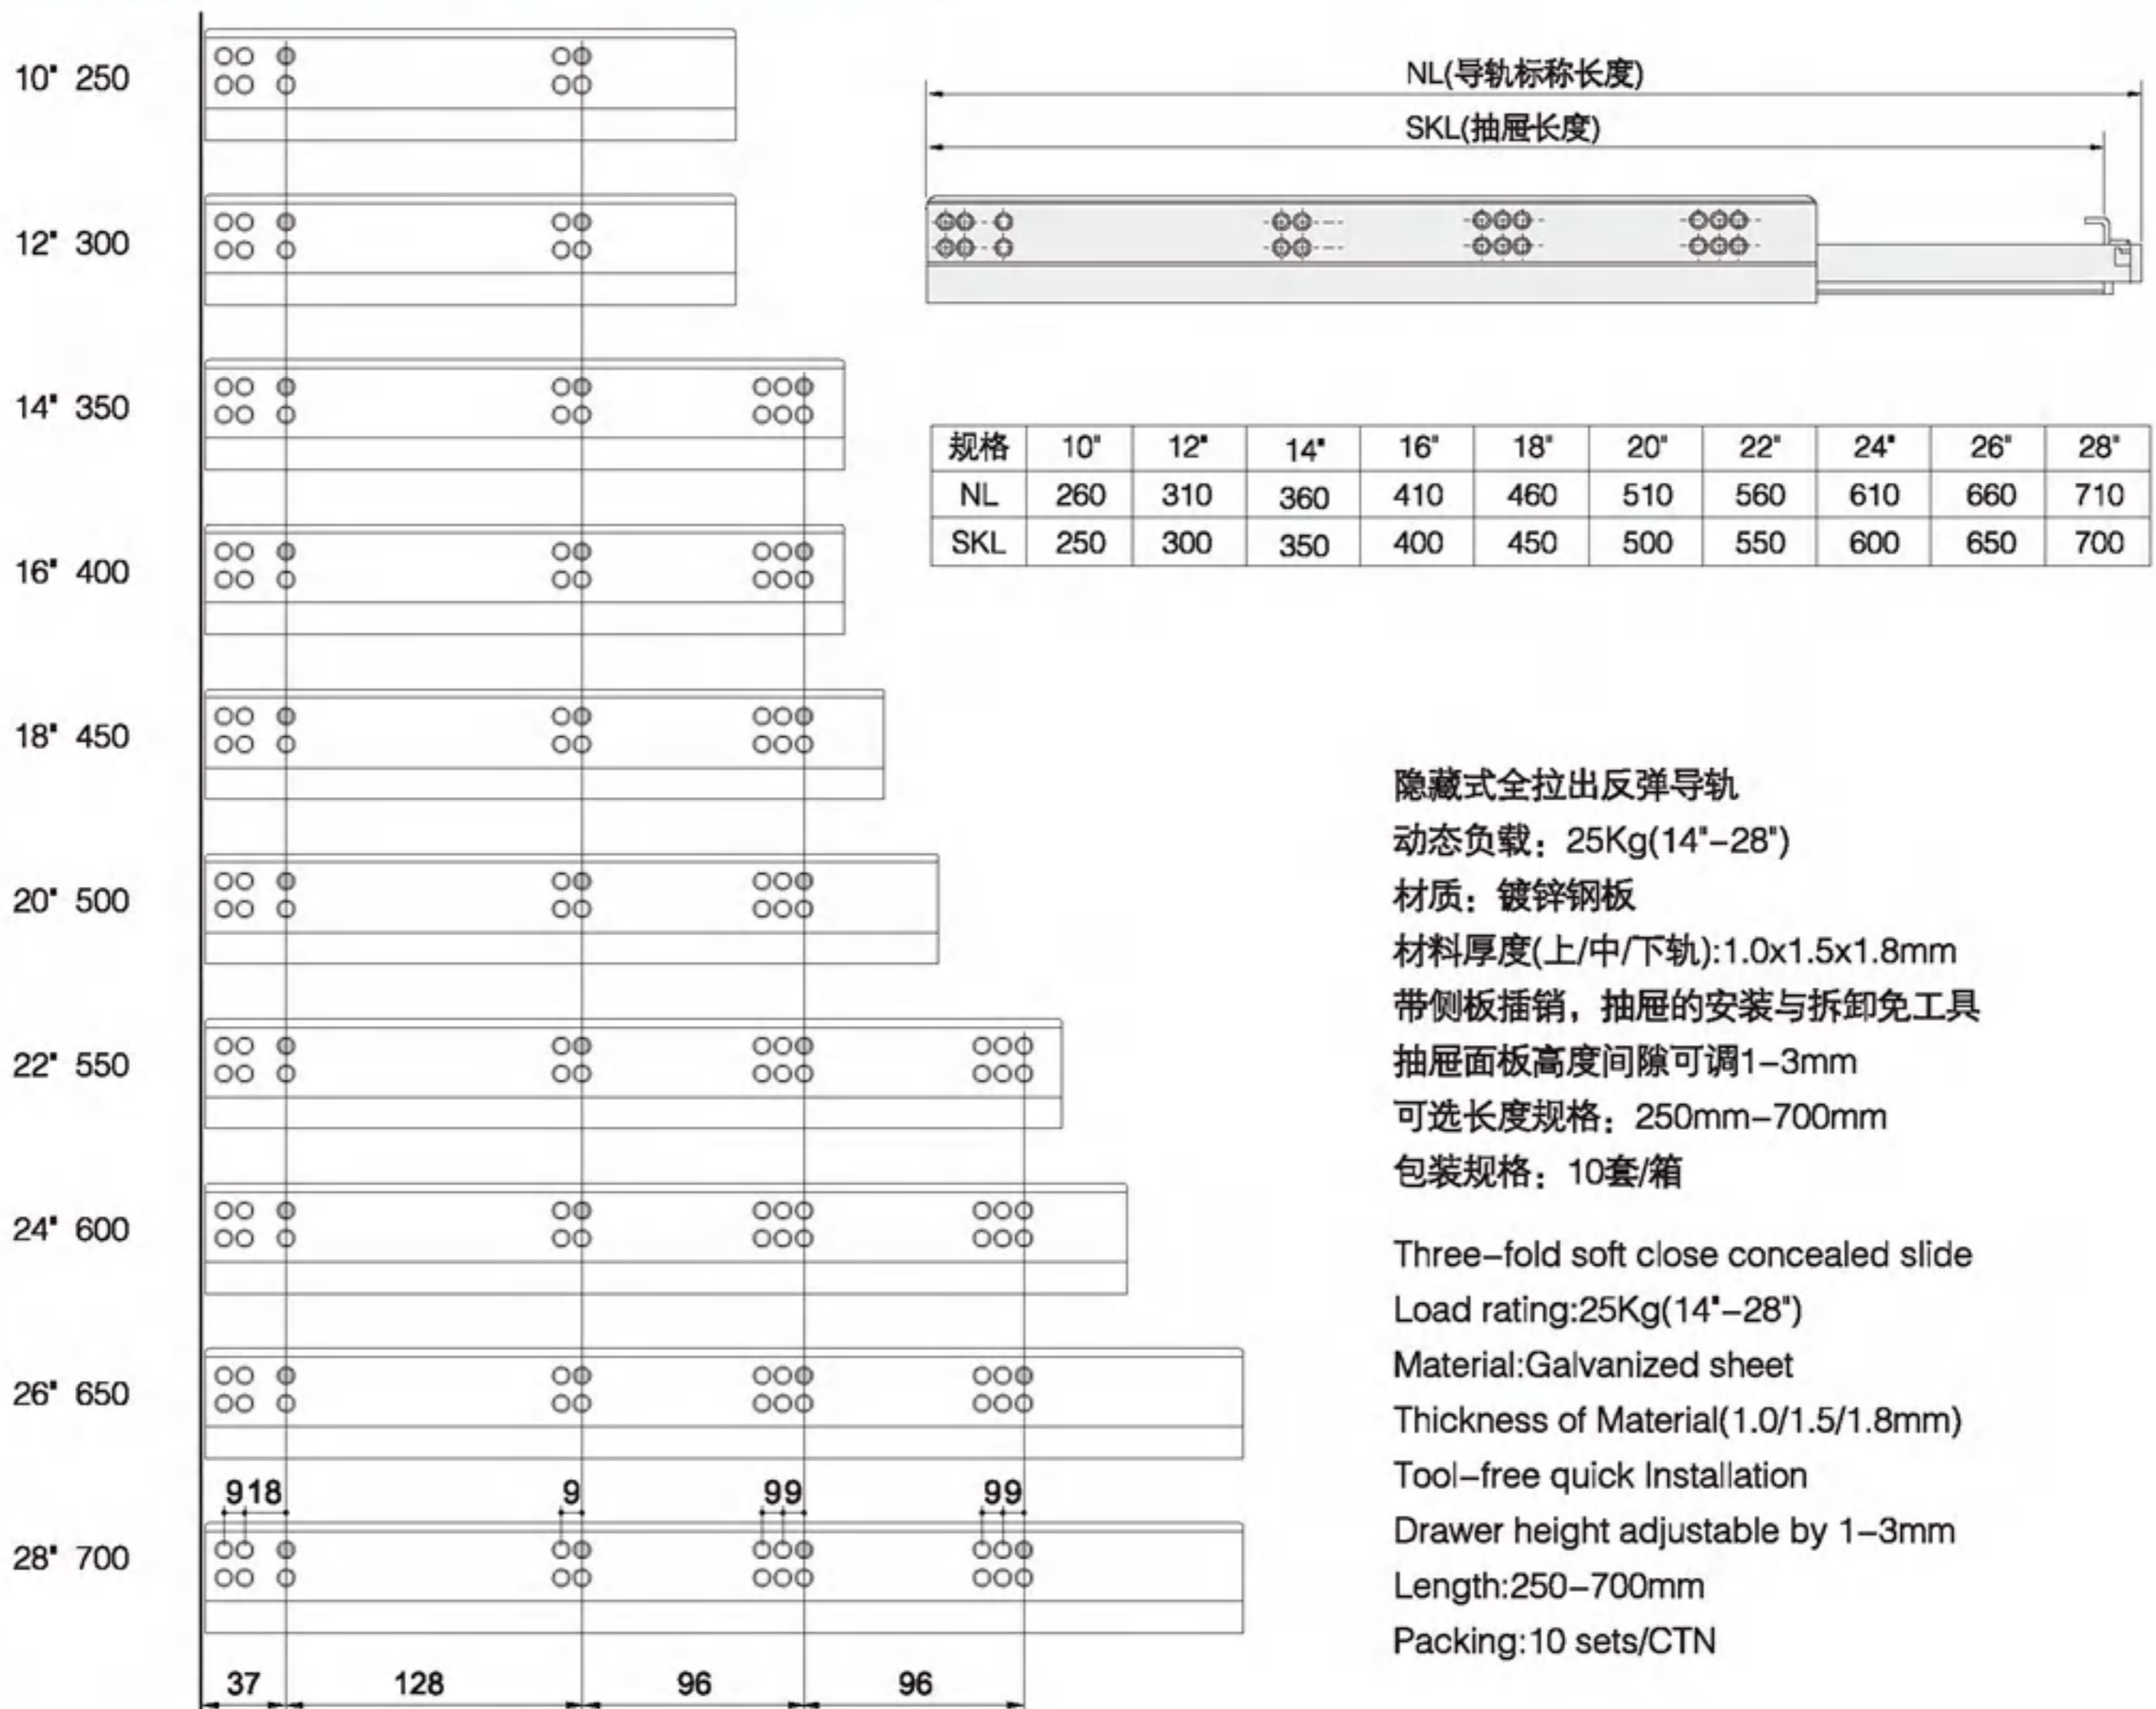 10" 250
12" 300
14" 350
16" 400
18" 450
20" 500
22" 550
24" 600
26" 650
918 9 99 99
28" 700
37 128 96 96
NL(导轨标称长度)
SKL(抽屉长度)
规格 10" 12" 14" 16" 18" 20" 22" 24" 26" 28"
NL 260 310 360 410 460 510 560 610 660 710
SKL 250 300 350 400 450 500 550 600 650 700
隐藏式全拉出反弹导轨
动态负载：25Kg(14"-28")
材质：镀锌钢板
材料厚度(上/中/下轨):1.0x1.5x1.8mm
带侧板插销，抽屉的安装与拆卸免工具
抽屉面板高度间隙可调1-3mm
可选长度规格：250mm-700mm
包装规格：10套/箱
Three-fold soft close concealed slide
Load rating:25Kg(14"-28")
Material:Galvanized sheet
Thickness of Material(1.0/1.5/1.8mm)
Tool-free quick Installation
Drawer height adjustable by 1-3mm
Length:250-700mm
Packing:10 sets/CTN